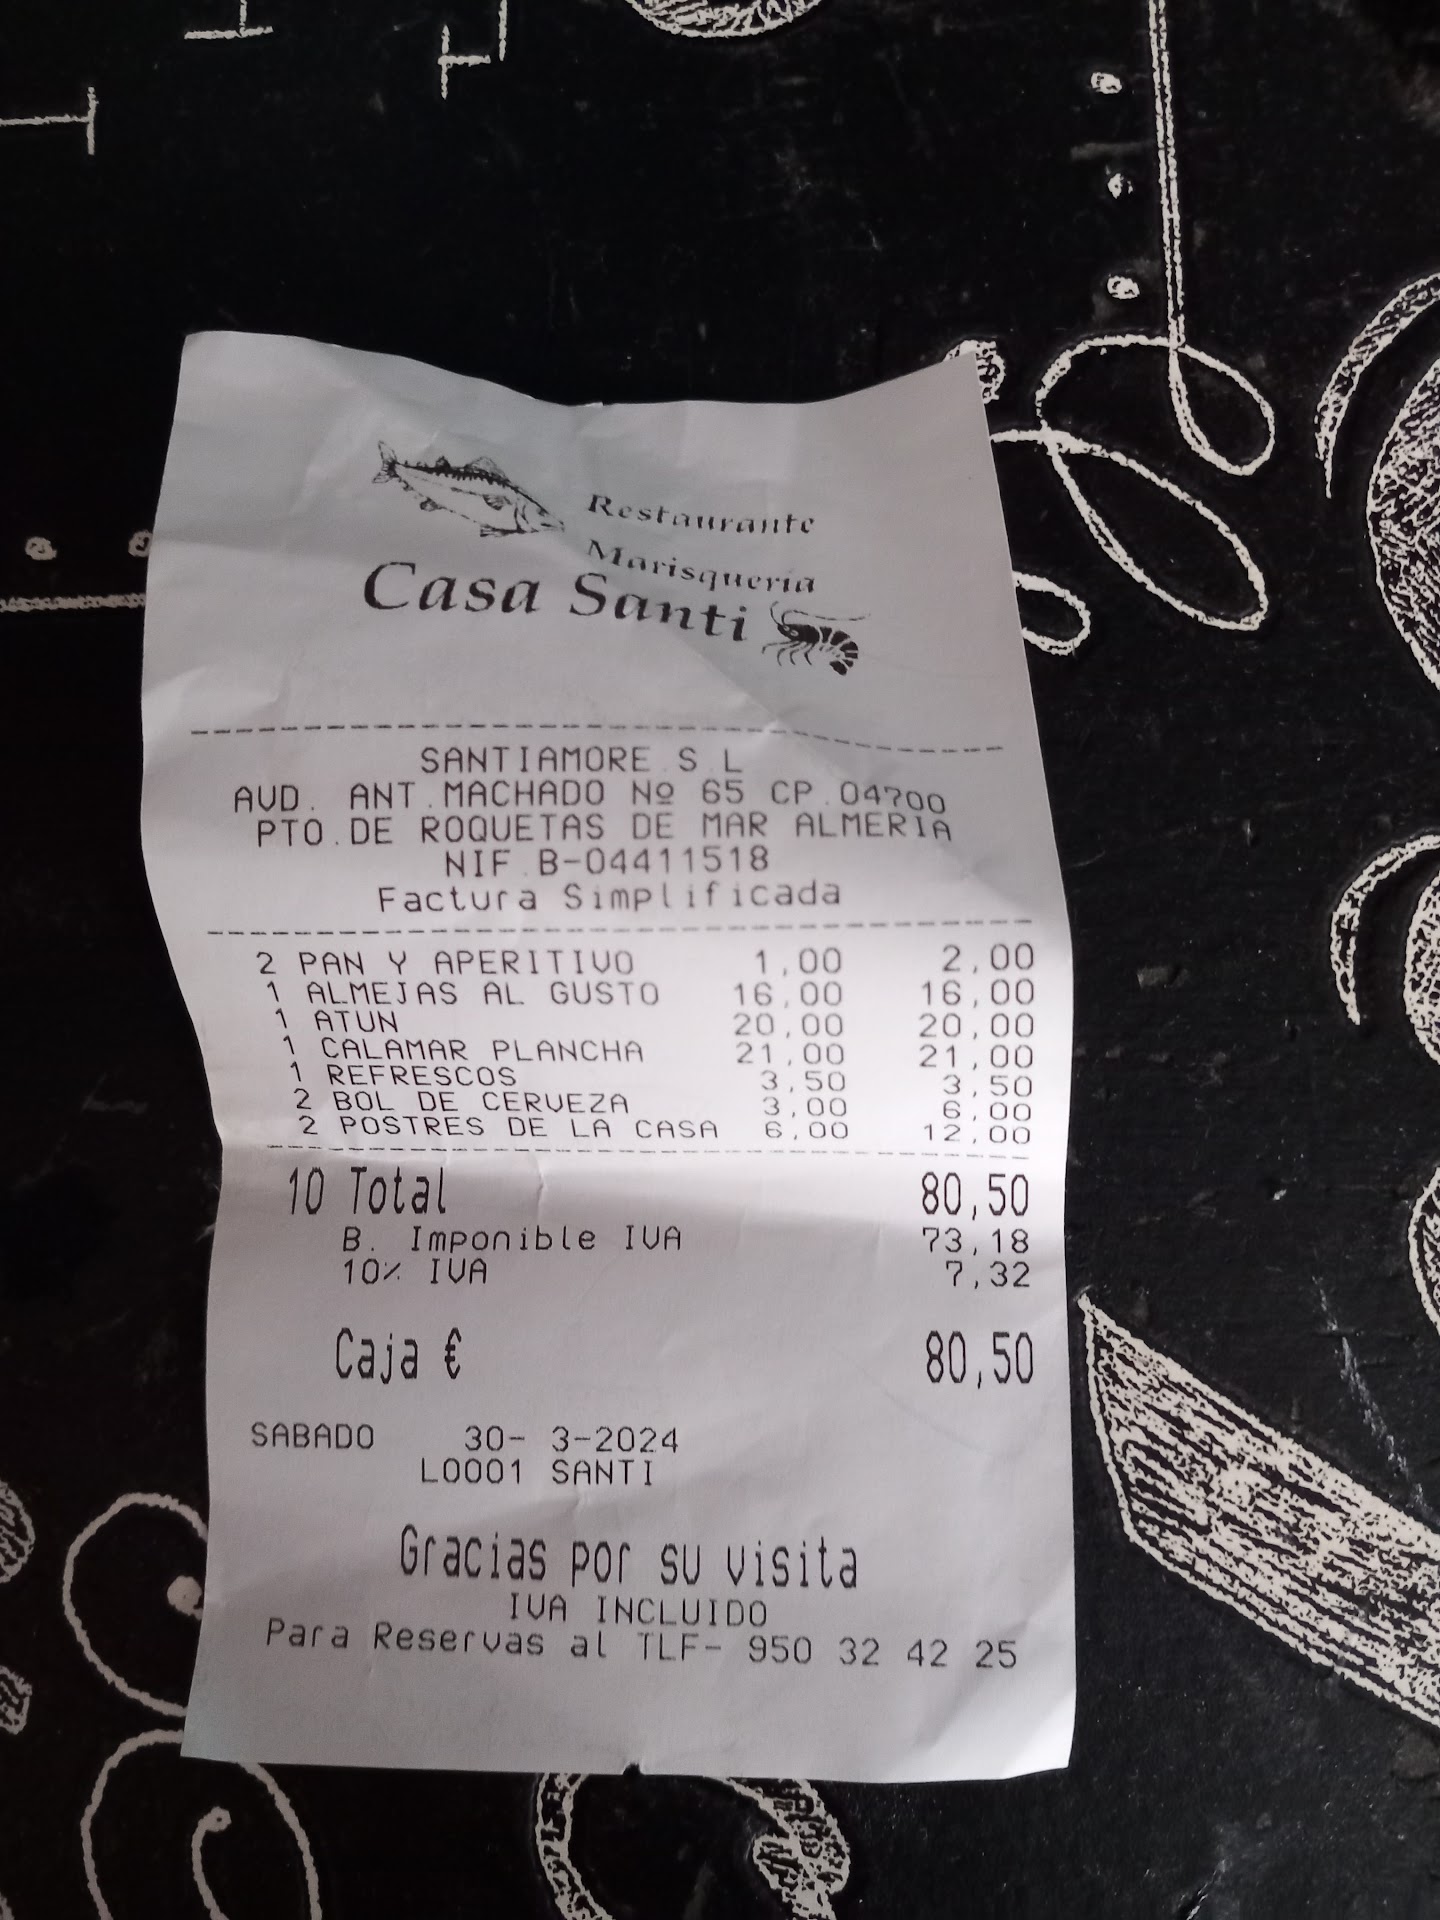 Restaurante
Marisqueria
Casa Santi
SANTIAMORE S.L
AVD. ANT.MACHADO Nº 65 CP.04700
PTO.DE ROQUETAS DE MAR ALMERIA
NIF.B-04411518
Factura Simplificada
2 PAN Y APERITIVO 1,00 2,00
1 ALMEJAS AL GUSTO 16,00 16,00
1 ATUN 20,00 20,00
1 CALAMAR PLANCHA 21,00 21,00
1 REFRESCOS 3,50 3,50
2 BOL DE CERVEZA 3,00 6,00
2 POSTRES DE LA CASA 6,00 12,00
10 Total 80,50
B. Imponible IVA 73,18
10% IVA 7,32
Caja € 80,50
SABADO 30- 3-2024
L0001 SANTI
Gracias por su visita
IVA INCLUIDO
Para Reservas al TLF- 950 32 42 25